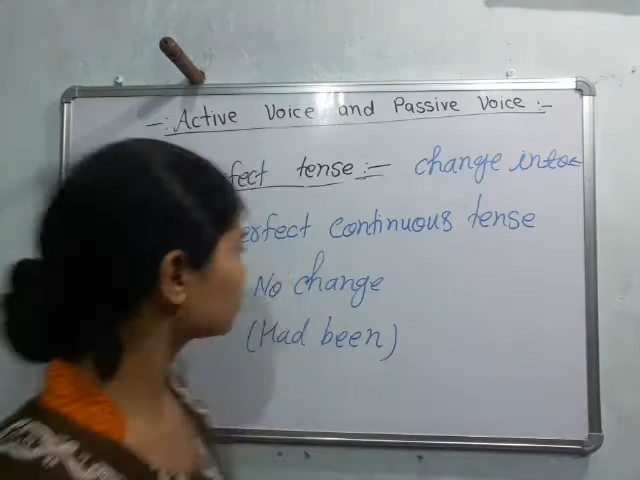 -: Active Voice and Passive Voice :-
fect tense :- change into
erfect continuous tense
No change
(Had been)